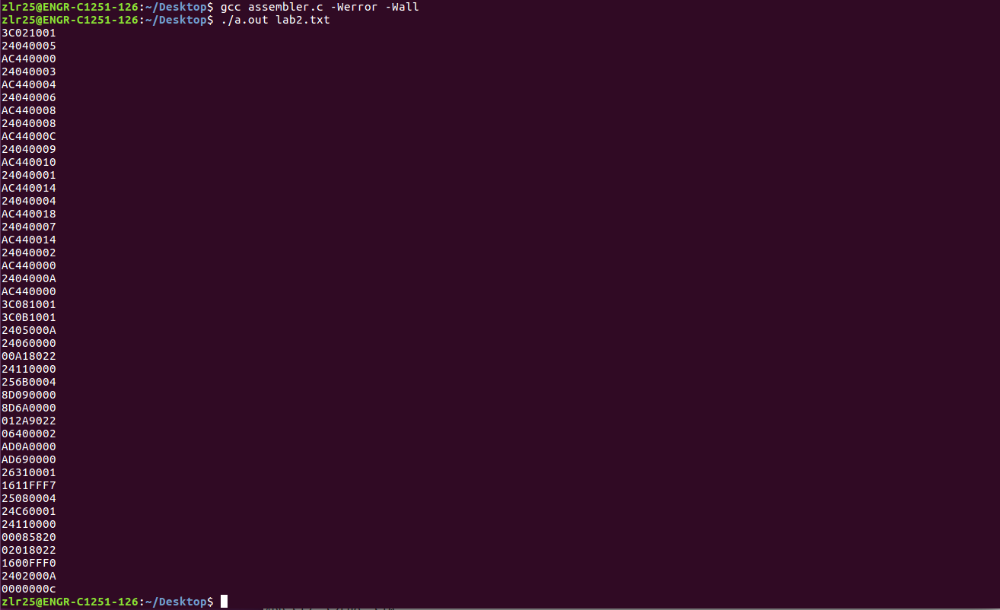 zlr25@ENGR-C1251-126:~/Desktop$ gcc assembler.c -Werror -Wall
zlr25@ENGR-C1251-126:~/Desktop$ ./a.out lab2.txt
3C021001
24040005
AC440000
24040003
AC440004
24040006
AC440008
24040008
AC44000C
24040009
AC440010
24040001
AC440014
24040004
AC440018
24040007
AC440014
24040002
AC440000
2404000A
AC440000
3C081001
3C0B1001
2405000A
24060000
00A18022
24110000
256B0004
8D090000
8D6A0000
012A9022
06400002
AD0A0000
AD690000
26310001
1611FFF7
25080004
24C60001
24110000
00085820
02018022
1600FFF0
2402000A
0000000c
zlr25@ENGR-C1251-126:~/Desktop$